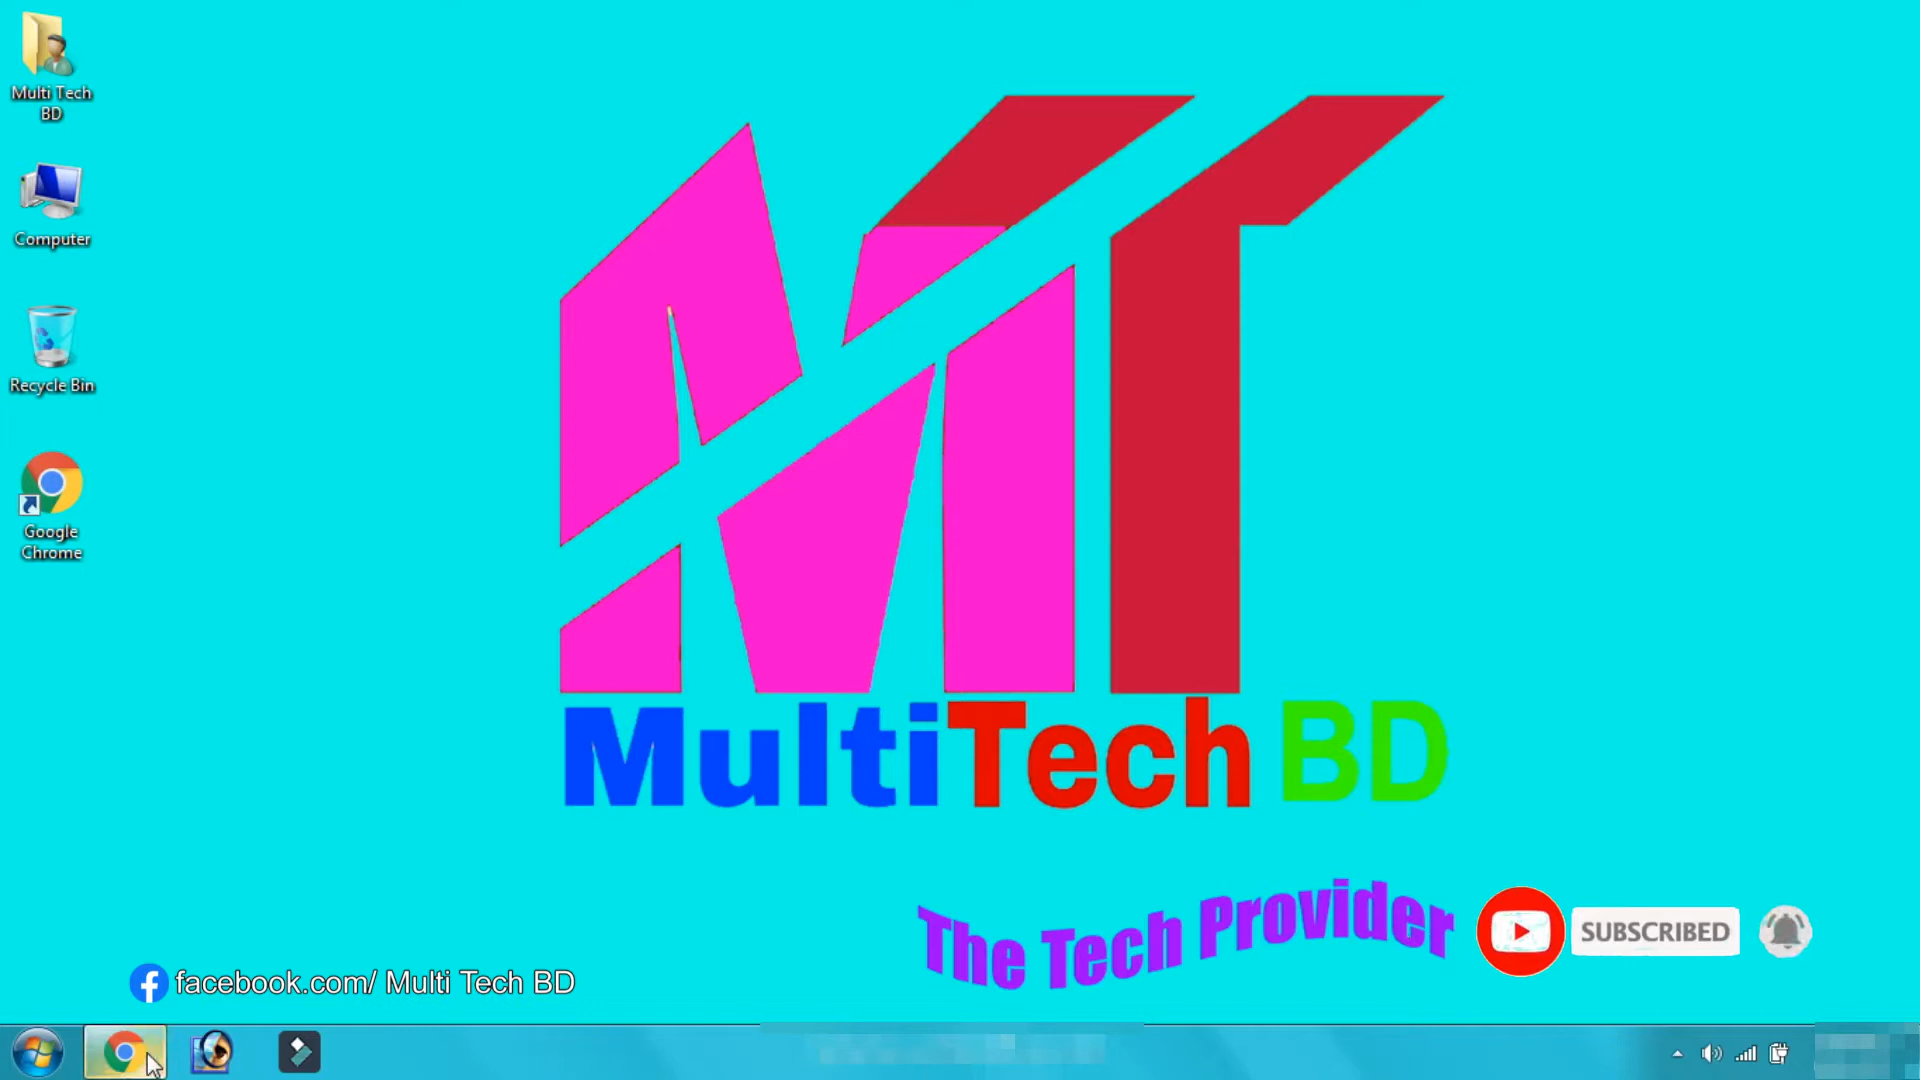 Multi Tech
BD
Computer
Recycle Bin
Google
Chrome
MT
MultiTech BD
The Tech Provider
SUBSCRIBED
facebook.com/ Multi Tech BD